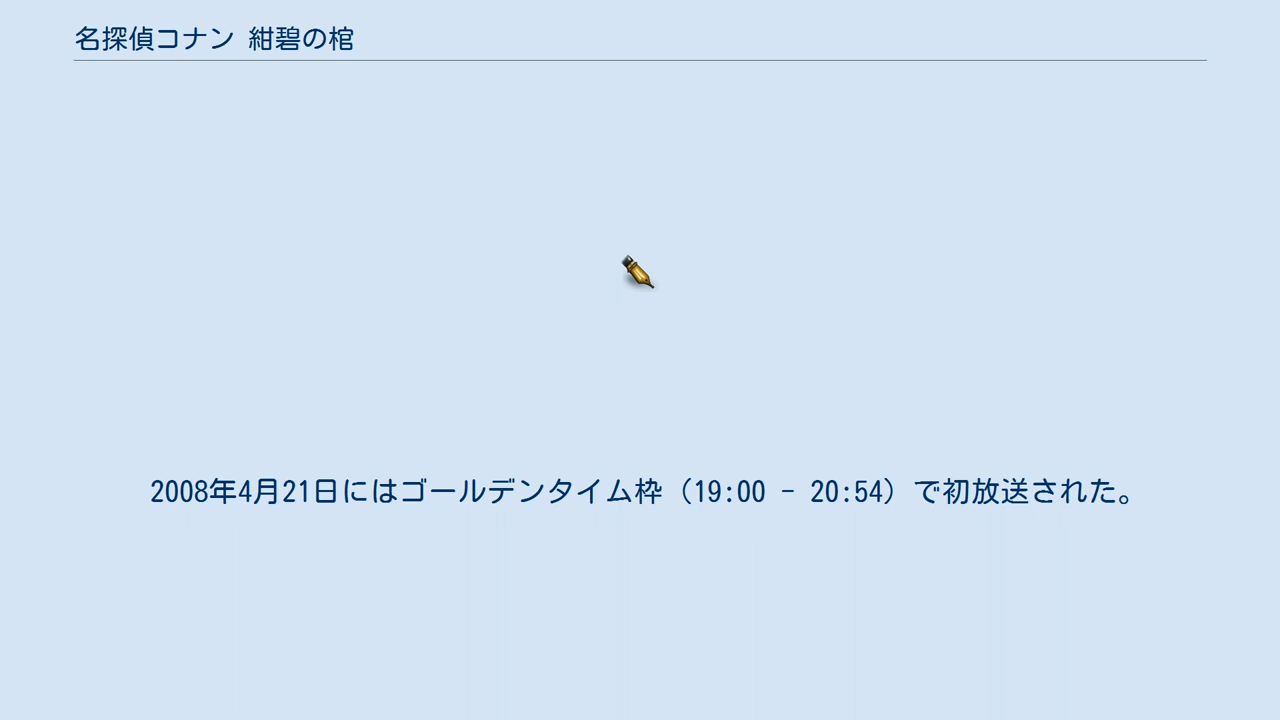 名探偵コナン 紺碧の棺
2008年4月21日にはゴールデンタイム枠（19:00 - 20:54）で初放送された。